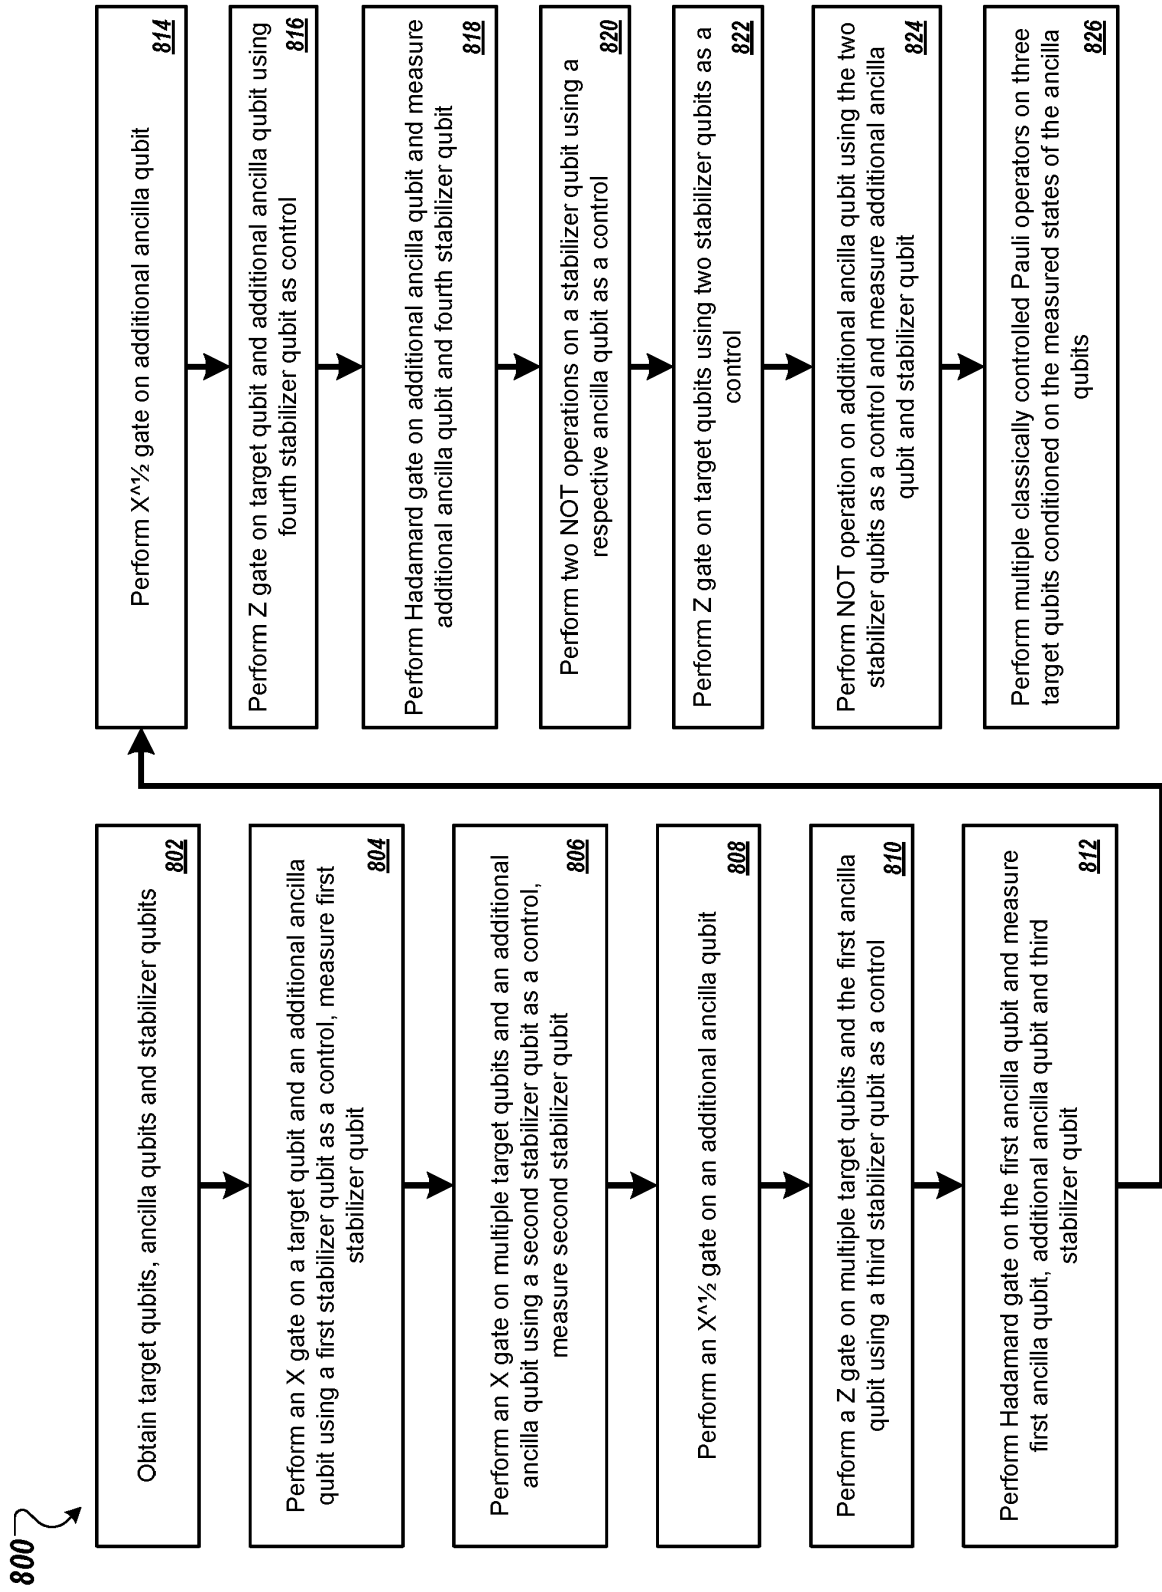 800
Obtain target qubits, ancilla qubits and stabilizer qubits
802
Perform an X gate on a target qubit and an additional ancilla
qubit using a first stabilizer qubit as a control, measure first
stabilizer qubit
804
Perform an X gate on multiple target qubits and an additional
ancilla qubit using a second stabilizer qubit as a control,
measure second stabilizer qubit
806
Perform an X^½ gate on an additional ancilla qubit
808
Perform a Z gate on multiple target qubits and the first ancilla
qubit using a third stabilizer qubit as a control
810
Perform Hadamard gate on the first ancilla qubit and measure
first ancilla qubit, additional ancilla qubit and third
stabilizer qubit
812
Perform X^½ gate on additional ancilla qubit
814
Perform Z gate on target qubit and additional ancilla qubit using
fourth stabilizer qubit as control
816
Perform Hadamard gate on additional ancilla qubit and measure
additional ancilla qubit and fourth stabilizer qubit
818
Perform two NOT operations on a stabilizer qubit using a
respective ancilla qubit as a control
820
Perform Z gate on target qubits using two stabilizer qubits as a
control
822
Perform NOT operation on additional ancilla qubit using the two
stabilizer qubits as a control and measure additional ancilla
qubit and stabilizer qubit
824
Perform multiple classically controlled Pauli operators on three
target qubits conditioned on the measured states of the ancilla
qubits
826